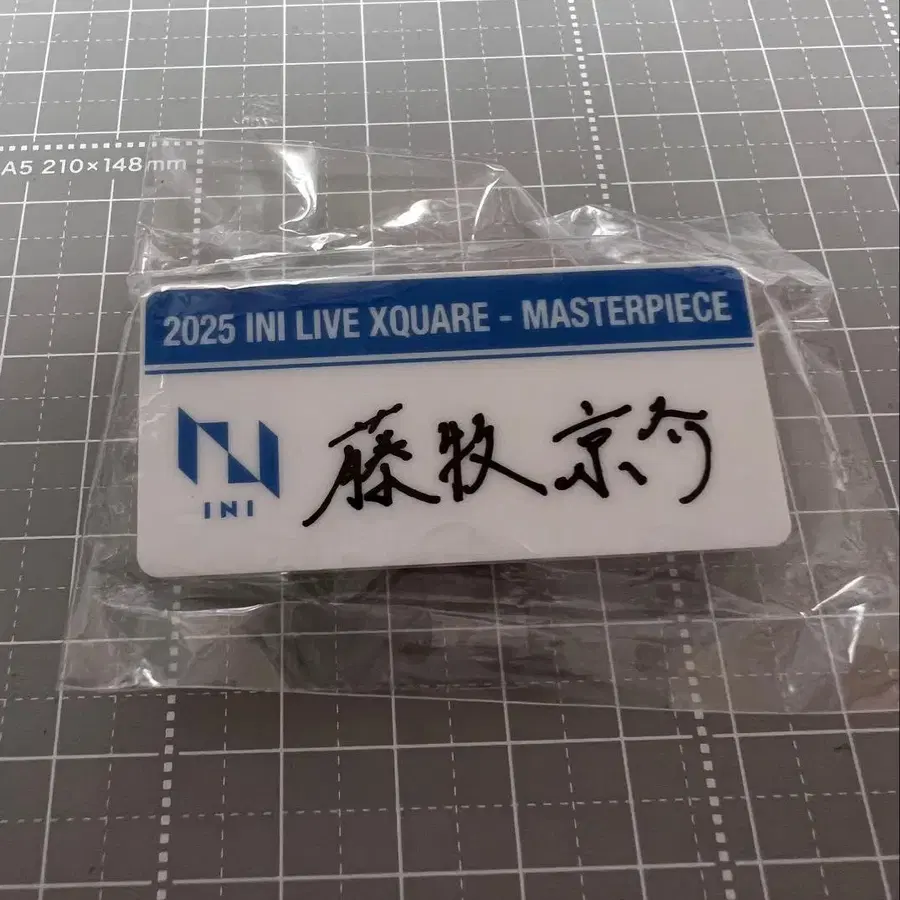 A5 210×148 mm
2025 INI LIVE XQUARE - MASTERPIECE
藤牧 京介
INI